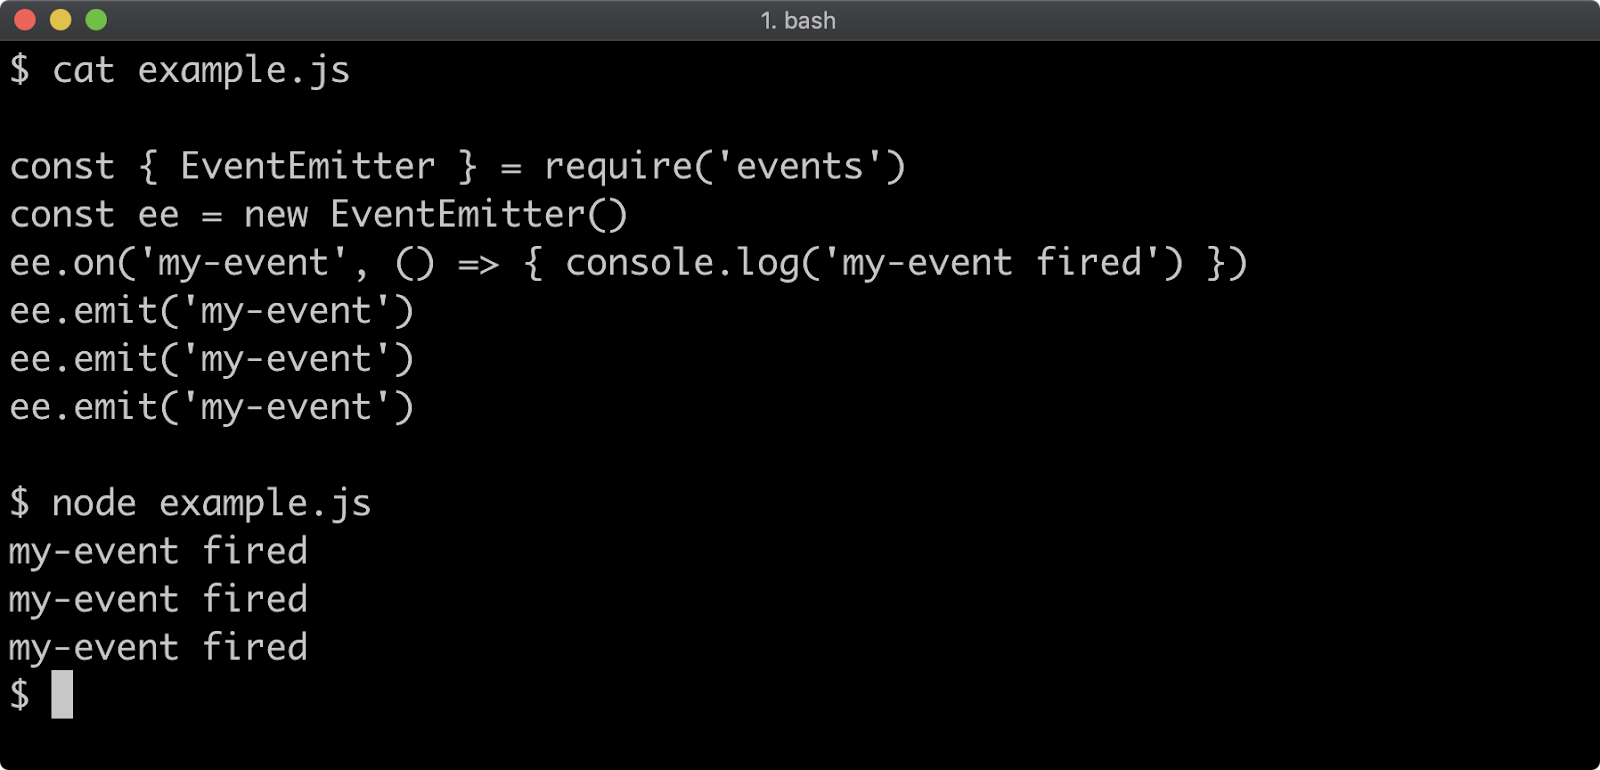 1. bash
$ cat example.js
const { EventEmitter } = require('events')
const ee = new EventEmitter()
ee.on('my-event', () => { console.log('my-event fired') })
ee.emit('my-event')
ee.emit('my-event')
ee.emit('my-event')
$ node example.js
my-event fired
my-event fired
my-event fired
$